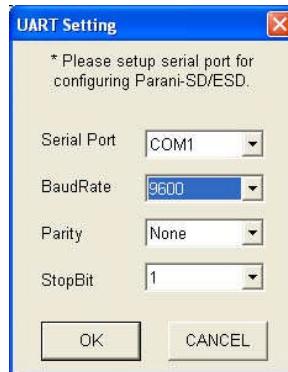 UART Setting
* Please setup serial port for
configuring Parani-SD/ESD.
Serial Port COM1
BaudRate 9600
Parity None
StopBit 1
OK CANCEL